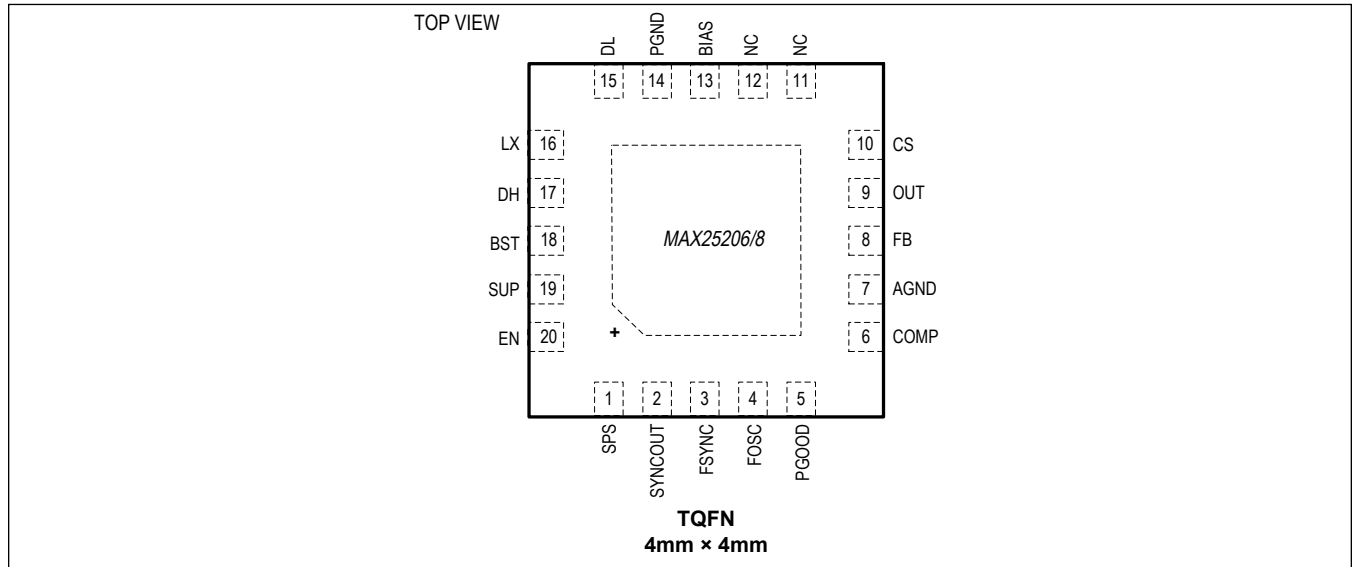 TOP VIEW
DL
PGND
BIAS
NC
NC
15
14
13
12
11
LX 16
10 CS
DH 17
9 OUT
BST 18
MAX25206/8
8 FB
SUP 19
7 AGND
EN 20
+
6 COMP
1
2
3
4
5
SPS
SYNCOUT
FSYNC
FOSC
PGOOD
TQFN
4mm × 4mm